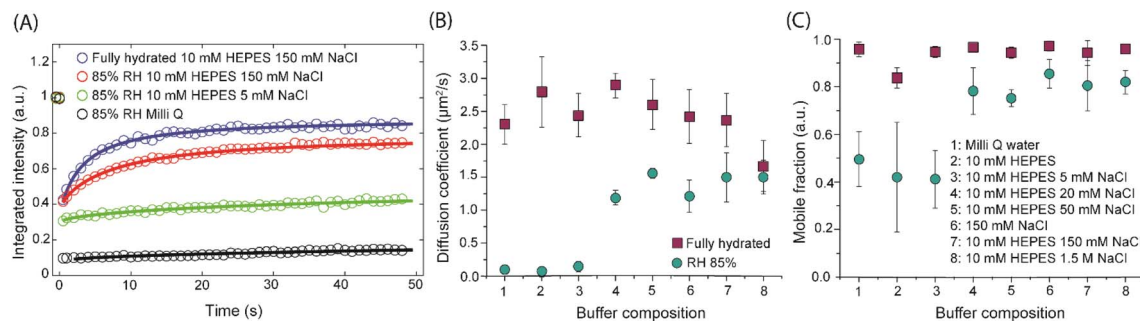 (A)
Fully hydrated 10 mM HEPES 150 mM NaCl
85% RH 10 mM HEPES 150 mM NaCl
85% RH 10 mM HEPES 5 mM NaCl
85% RH Milli Q
Integrated intensity (a.u.)
1.2
1
0.8
0.6
0.4
0.2
0
0 10 20 30 40 50
Time (s)
(B)
Diffusion coefficient (µm²/s)
3.5
3.0
2.5
2.0
1.5
1.0
0.5
0.0
Fully hydrated
RH 85%
1 2 3 4 5 6 7 8
Buffer composition
(C)
Mobile fraction (a.u.)
1.0
0.8
0.6
0.4
0.2
0.0
1: Milli Q water
2: 10 mM HEPES
3: 10 mM HEPES 5 mM NaCl
4: 10 mM HEPES 20 mM NaCl
5: 10 mM HEPES 50 mM NaCl
6: 150 mM NaCl
7: 10 mM HEPES 150 mM NaCl
8: 10 mM HEPES 1.5 M NaCl
1 2 3 4 5 6 7 8
Buffer composition